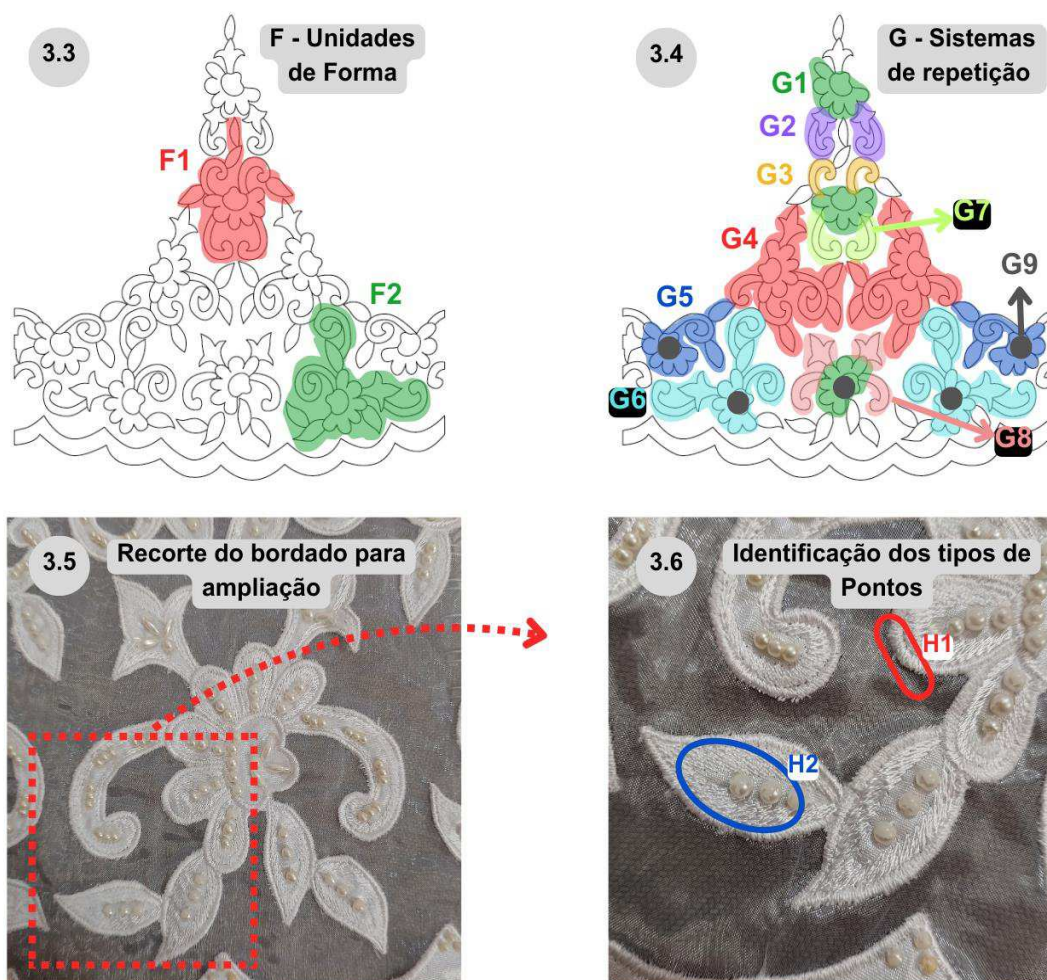 3.3
F - Unidades
de Forma
F1
F2
3.4
G - Sistemas
de repetição
G1
G2
G3
G7
G4
G9
G5
G6
G8
3.5
Recorte do bordado para
ampliação
3.6
Identificação dos tipos de
Pontos
H1
H2